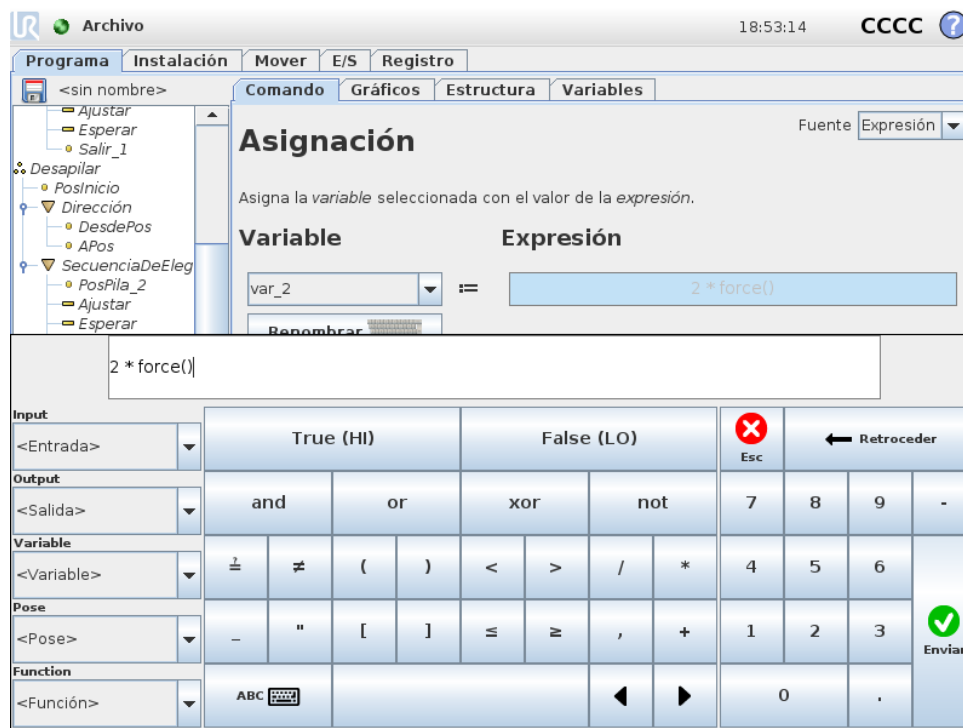 UR Archivo 18:53:14 CCCC ?
Programa Instalación Mover E/S Registro
<sin nombre> Comando Gráficos Estructura Variables
Ajustar
Esperar
Salir_1
Desapilar
PosInicio
Dirección
DesdePos
APos
SecuenciaDeEleg
PosPila_2
Ajustar
Esperar
Asignación
Fuente Expresión
Asigna la variable seleccionada con el valor de la expresión.
Variable Expresión
var_2 := 2 * force()
Renombrar
2 * force()
Input
<Entrada> True (HI) False (LO) Esc Retroceder
Output
<Salida> and or xor not 7 8 9 -
Variable
<Variable> ≟ ≠ ( ) < > / * 4 5 6
Pose
<Pose> _ " [ ] ≤ ≥ , + 1 2 3 Enviar
Function
<Función> ABC 0 .